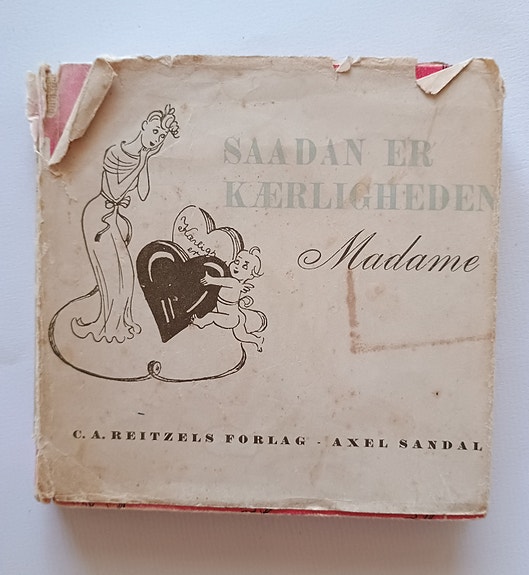 SAADAN ER
KÆRLIGHEDEN
Madame
C. A. REITZELS FORLAG - AXEL SANDAL